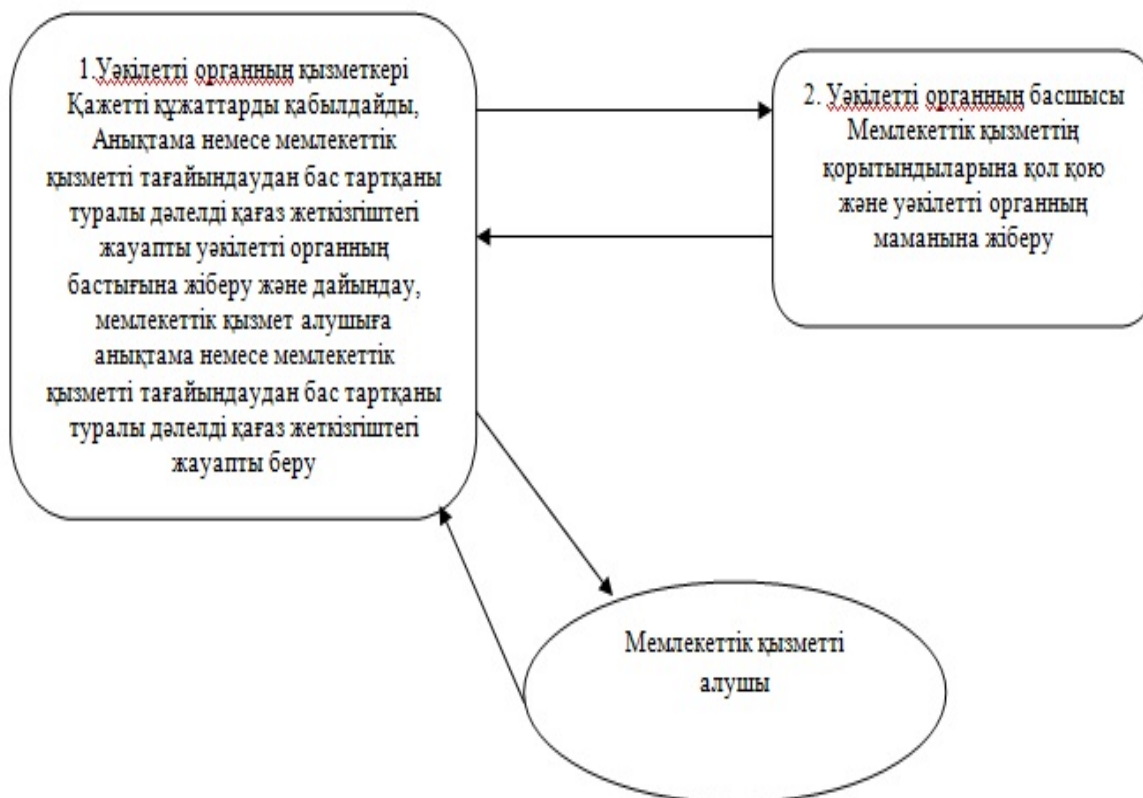 1.Уәкілетті органның қызметкері
Қажетті құжаттарды қабылдайды,
Анықтама немесе мемлекеттік
қызметті тағайындаудан бас тартқаны
туралы дәлелді қағаз жеткізгіштегі
жауапты уәкілетті органның
бастығына жіберу және дайындау,
мемлекеттік қызмет алушыға
анықтама немесе мемлекеттік
қызметті тағайындаудан бас тартқаны
туралы дәлелді қағаз жеткізгіштегі
жауапты беру
2. Уәкілетті органның басшысы
Мемлекеттік қызметтің
қорытындыларына қол қою
және уәкілетті органның
маманына жіберу
Мемлекеттік қызметті
алушы